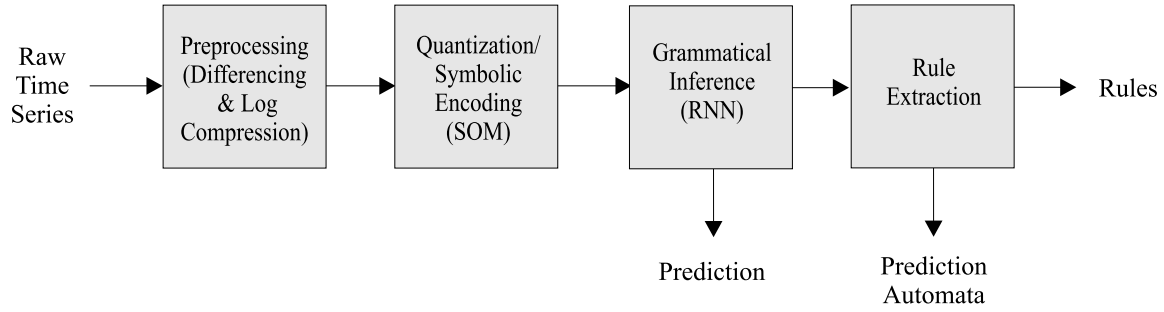 Raw
Time
Series
Preprocessing
(Differencing
& Log
Compression)
Quantization/
Symbolic
Encoding
(SOM)
Grammatical
Inference
(RNN)
Rule
Extraction
Rules
Prediction
Prediction
Automata